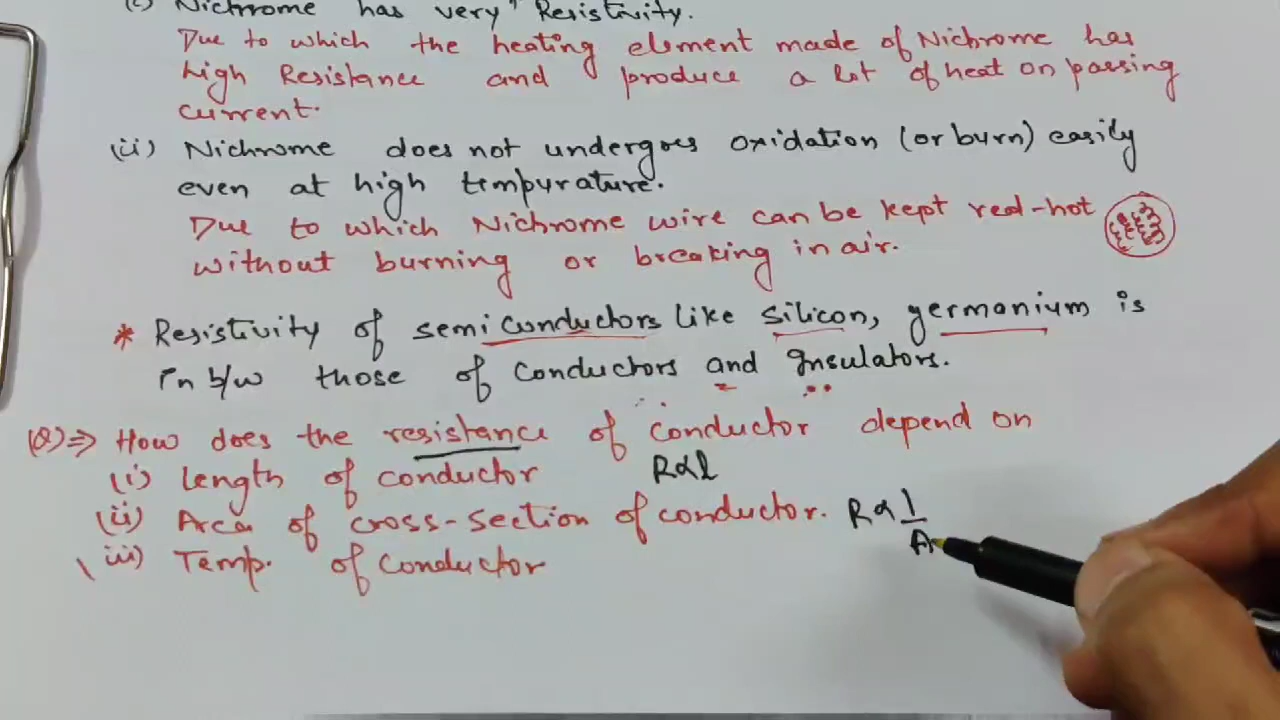 (i) Nichrome has very Resistivity.
Due to which the heating element made of Nichrome has
high Resistance and produce a lot of heat on passing
current.
(ii) Nichrome does not undergoes oxidation (or burn) easily
even at high tempyrature.
Due to which Nichrome wire can be kept red-hot
without burning or breaking in air.
* Resistivity of semiconductors like silicon, germanium is
in b/w those of conductors and Insulators.
(Q)⇒ How does the resistance of conductor depend on
(i) Length of conductor R∝l
(ii) Area of cross-section of conductor. R∝1/A
(iii) Temp. of conductor